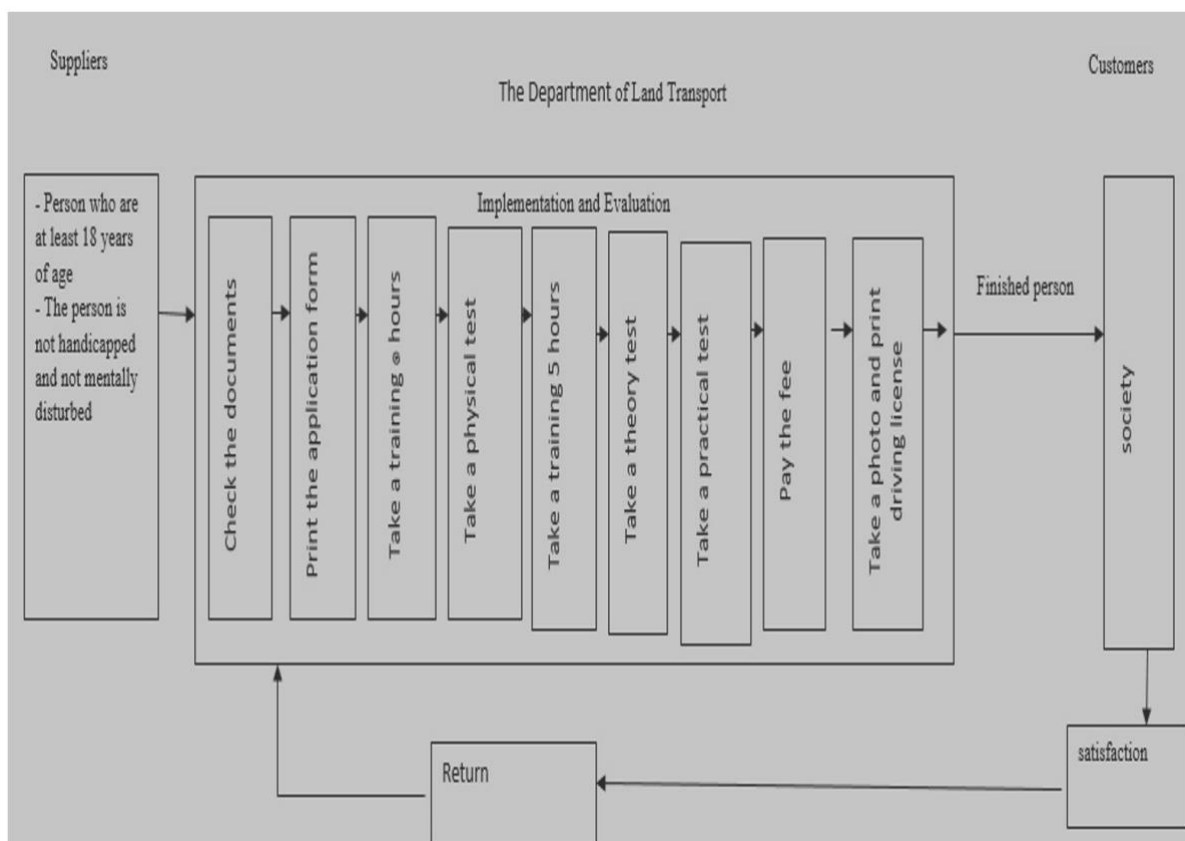 Suppliers
Customers
The Department of Land Transport
- Person who are
at least 18 years
of age
- The person is
not handicapped
and not mentally
disturbed
Implementation and Evaluation
Check the documents
Print the application form
Take a training ๑ hours
Take a physical test
Take a training 5 hours
Take a theory test
Take a practical test
Pay the fee
Take a photo and print
driving license
Finished person
society
satisfaction
Return